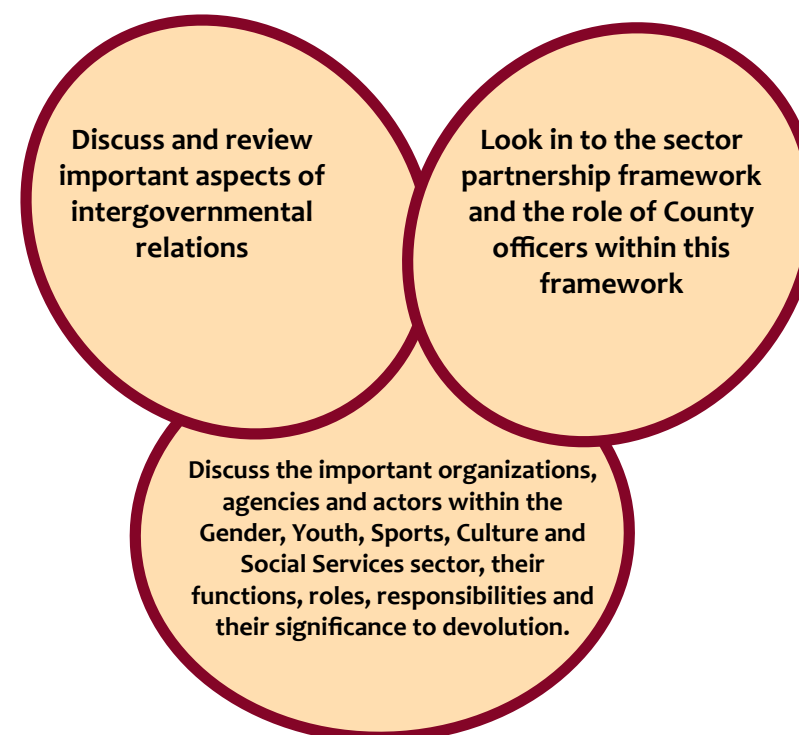 Discuss and review
important aspects of
intergovernmental
relations
Look in to the sector
partnership framework
and the role of County
officers within this
framework
Discuss the important organizations,
agencies and actors within the
Gender, Youth, Sports, Culture and
Social Services sector, their
functions, roles, responsibilities and
their significance to devolution.